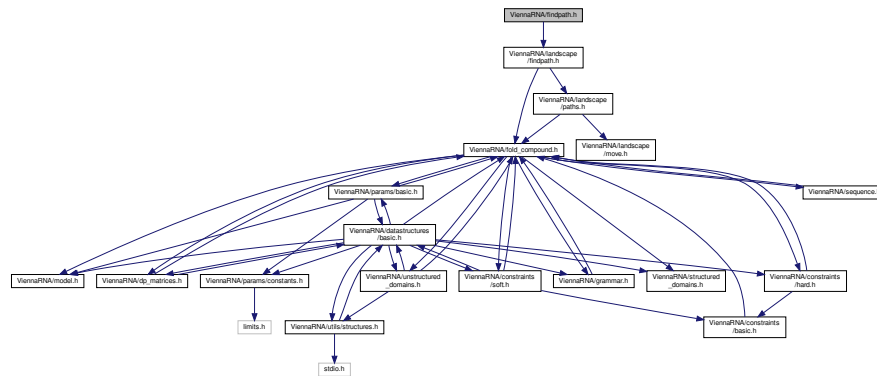 ViennaRNA/findpath.h
ViennaRNA/landscape
/findpath.h
ViennaRNA/landscape
/paths.h
ViennaRNA/fold_compound.h
ViennaRNA/landscape
/move.h
ViennaRNA/params/basic.h
ViennaRNA/sequence.h
ViennaRNA/datastructures
/basic.h
ViennaRNA/model.h
ViennaRNA/dp_matrices.h
ViennaRNA/params/constants.h
ViennaRNA/unstructured
_domains.h
ViennaRNA/constraints
/soft.h
ViennaRNA/grammar.h
ViennaRNA/structured
_domains.h
ViennaRNA/constraints
/hard.h
limits.h
ViennaRNA/utils/structures.h
ViennaRNA/constraints
/basic.h
stdio.h